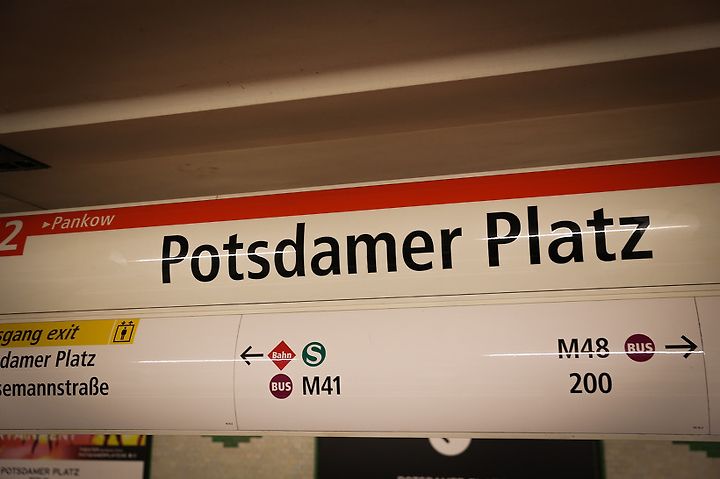 2 ▸Pankow
Potsdamer Platz
sgang exit
damer Platz
semannstraße
← Bahn S
BUS M41
M48 BUS →
200
POTSDAMER PLATZ